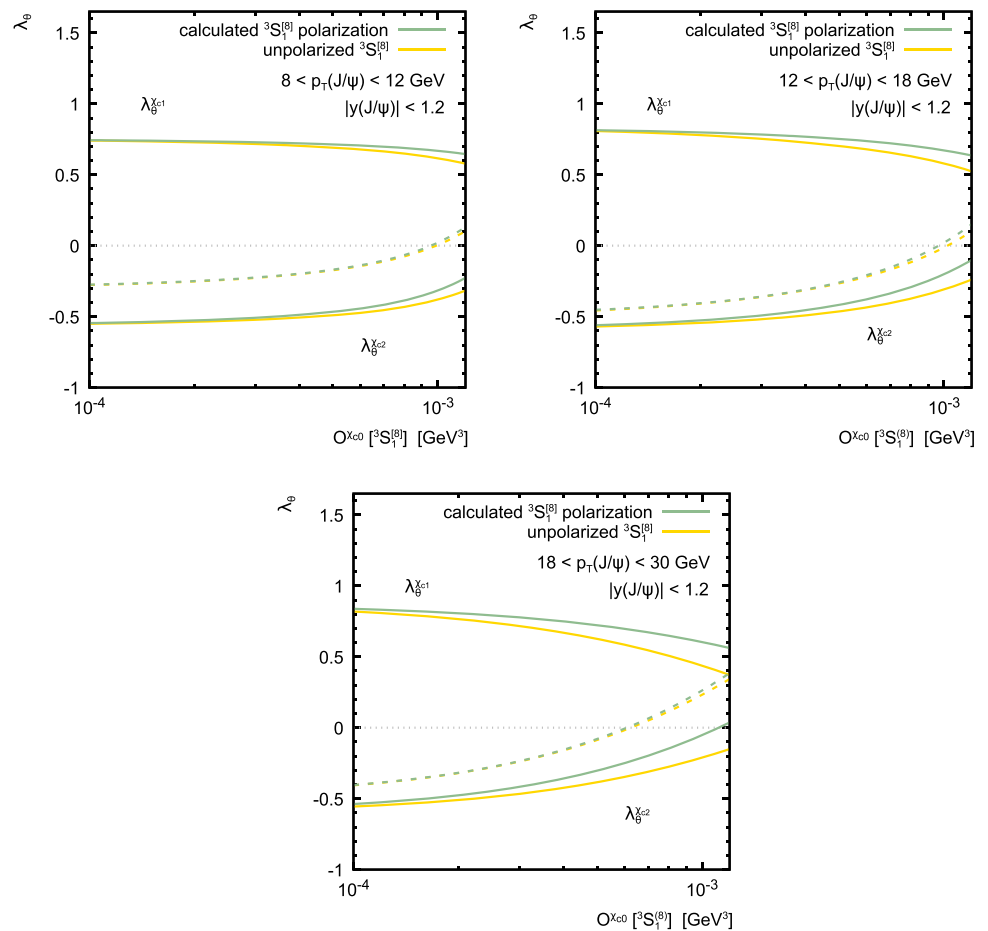 λθ
calculated ³S₁^[8] polarization
unpolarized ³S₁^[8]
8 < pT(J/ψ) < 12 GeV
|y(J/ψ)| < 1.2
λθ^χc1
λθ^χc2
1.5
1
0.5
0
-0.5
-1
10⁻⁴
10⁻³
O^χc0 [³S₁^[8]] [GeV³]
λθ
calculated ³S₁^[8] polarization
unpolarized ³S₁^[8]
12 < pT(J/ψ) < 18 GeV
|y(J/ψ)| < 1.2
λθ^χc1
λθ^χc2
1.5
1
0.5
0
-0.5
-1
10⁻⁴
10⁻³
O^χc0 [³S₁^(8)] [GeV³]
λθ
calculated ³S₁^[8] polarization
unpolarized ³S₁^[8]
18 < pT(J/ψ) < 30 GeV
|y(J/ψ)| < 1.2
λθ^χc1
λθ^χc2
1.5
1
0.5
0
-0.5
-1
10⁻⁴
10⁻³
O^χc0 [³S₁^(8)] [GeV³]